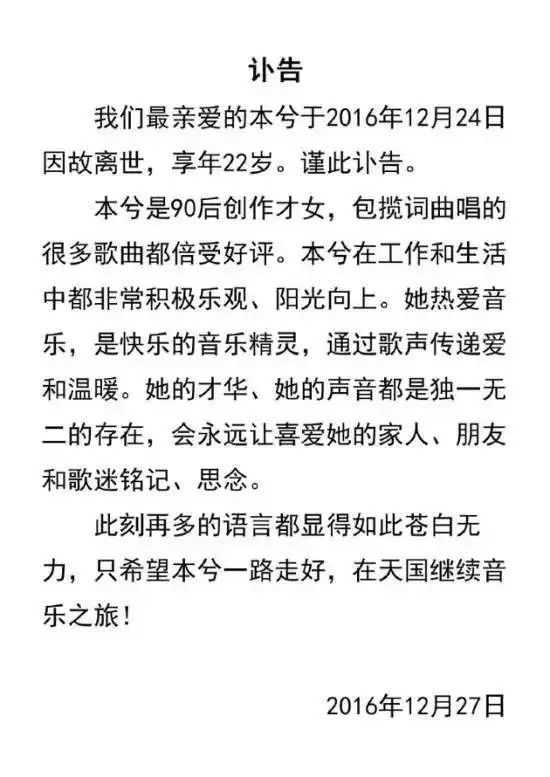 讣告
我们最亲爱的本兮于2016年12月24日
因故离世，享年22岁。谨此讣告。
本兮是90后创作才女，包揽词曲唱的
很多歌曲都倍受好评。本兮在工作和生活
中都非常积极乐观、阳光向上。她热爱音
乐，是快乐的音乐精灵，通过歌声传递爱
和温暖。她的才华、她的声音都是独一无
二的存在，会永远让喜爱她的家人、朋友
和歌迷铭记、思念。
此刻再多的语言都显得如此苍白无
力，只希望本兮一路走好，在天国继续音
乐之旅！
2016年12月27日